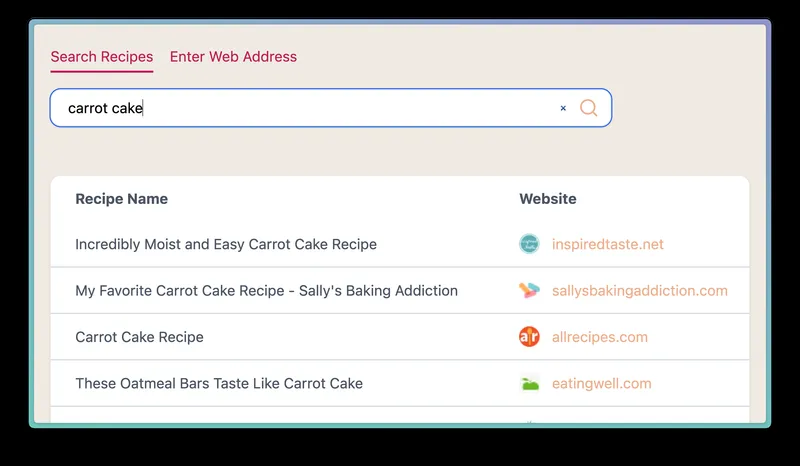 Search Recipes Enter Web Address
carrot cake ×
Recipe Name Website
Incredibly Moist and Easy Carrot Cake Recipe inspiredtaste.net
My Favorite Carrot Cake Recipe - Sally's Baking Addiction sallysbakingaddiction.com
Carrot Cake Recipe allrecipes.com
These Oatmeal Bars Taste Like Carrot Cake eatingwell.com